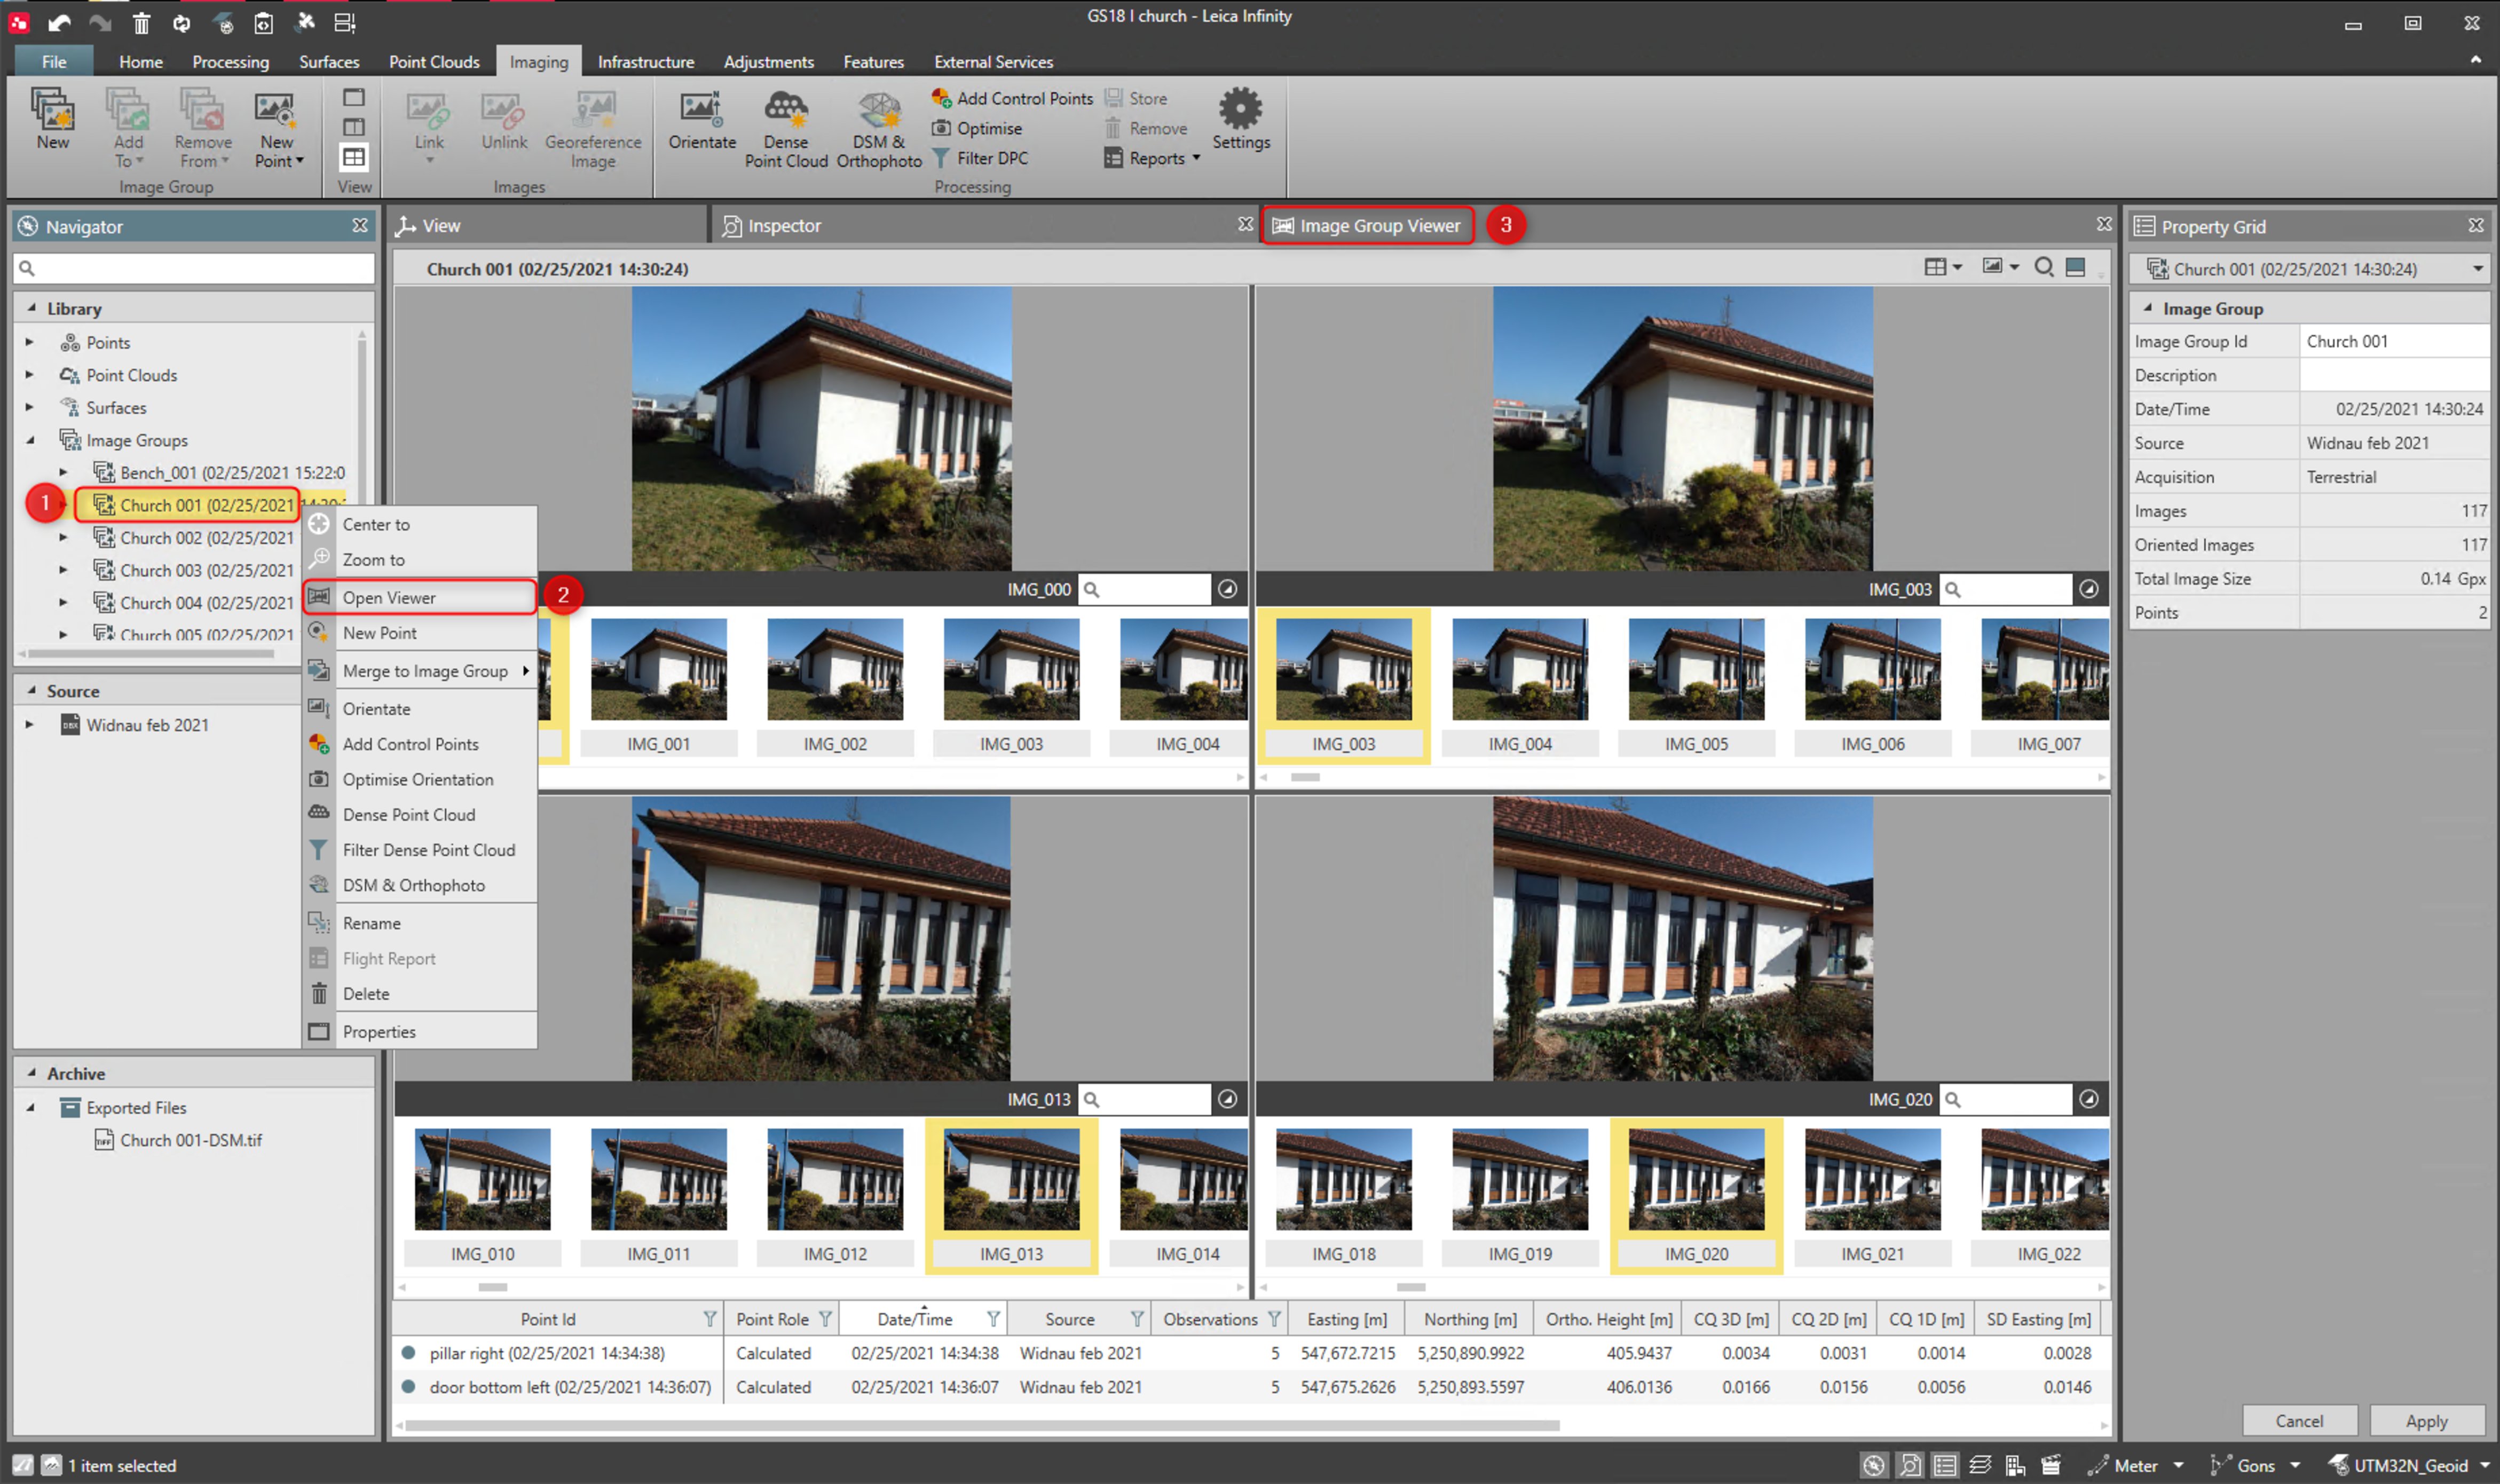 GS18 I church - Leica Infinity
File Home Processing Surfaces Point Clouds Imaging Infrastructure Adjustments Features External Services
New
Add To
Remove From
New Point
Image Group
View
Link
Unlink
Georeference Image
Images
Orientate
Dense Point Cloud
DSM & Orthophoto
Add Control Points
Optimise
Filter DPC
Store
Remove
Reports
Settings
Processing
Navigator
Library
Points
Point Clouds
Surfaces
Image Groups
Bench_001 (02/25/2021 15:22:0
1
Church 001 (02/25/2021 14:30:
Church 002 (02/25/2021
Church 003 (02/25/2021
Church 004 (02/25/2021
Church 005 (02/25/2021
Source
Widnau feb 2021
Archive
Exported Files
Church 001-DSM.tif
Center to
Zoom to
Open Viewer
2
New Point
Merge to Image Group
Orientate
Add Control Points
Optimise Orientation
Dense Point Cloud
Filter Dense Point Cloud
DSM & Orthophoto
Rename
Flight Report
Delete
Properties
View
Inspector
Image Group Viewer
3
Church 001 (02/25/2021 14:30:24)
IMG_000
IMG_001 IMG_002 IMG_003 IMG_004
IMG_003
IMG_003 IMG_004 IMG_005 IMG_006 IMG_007
IMG_013
IMG_010 IMG_011 IMG_012 IMG_013 IMG_014
IMG_020
IMG_018 IMG_019 IMG_020 IMG_021 IMG_022
Point Id Point Role Date/Time Source Observations Easting [m] Northing [m] Ortho. Height [m] CQ 3D [m] CQ 2D [m] CQ 1D [m] SD Easting [m]
pillar right (02/25/2021 14:34:38) Calculated 02/25/2021 14:34:38 Widnau feb 2021 5 547,672.7215 5,250,890.9922 405.9437 0.0034 0.0031 0.0014 0.0028
door bottom left (02/25/2021 14:36:07) Calculated 02/25/2021 14:36:07 Widnau feb 2021 5 547,675.2626 5,250,893.5597 406.0136 0.0166 0.0156 0.0056 0.0146
Property Grid
Church 001 (02/25/2021 14:30:24)
Image Group
Image Group Id Church 001
Description
Date/Time 02/25/2021 14:30:24
Source Widnau feb 2021
Acquisition Terrestrial
Images 117
Oriented Images 117
Total Image Size 0.14 Gpx
Points 2
Cancel Apply
1 item selected
Meter Gons UTM32N_Geoid